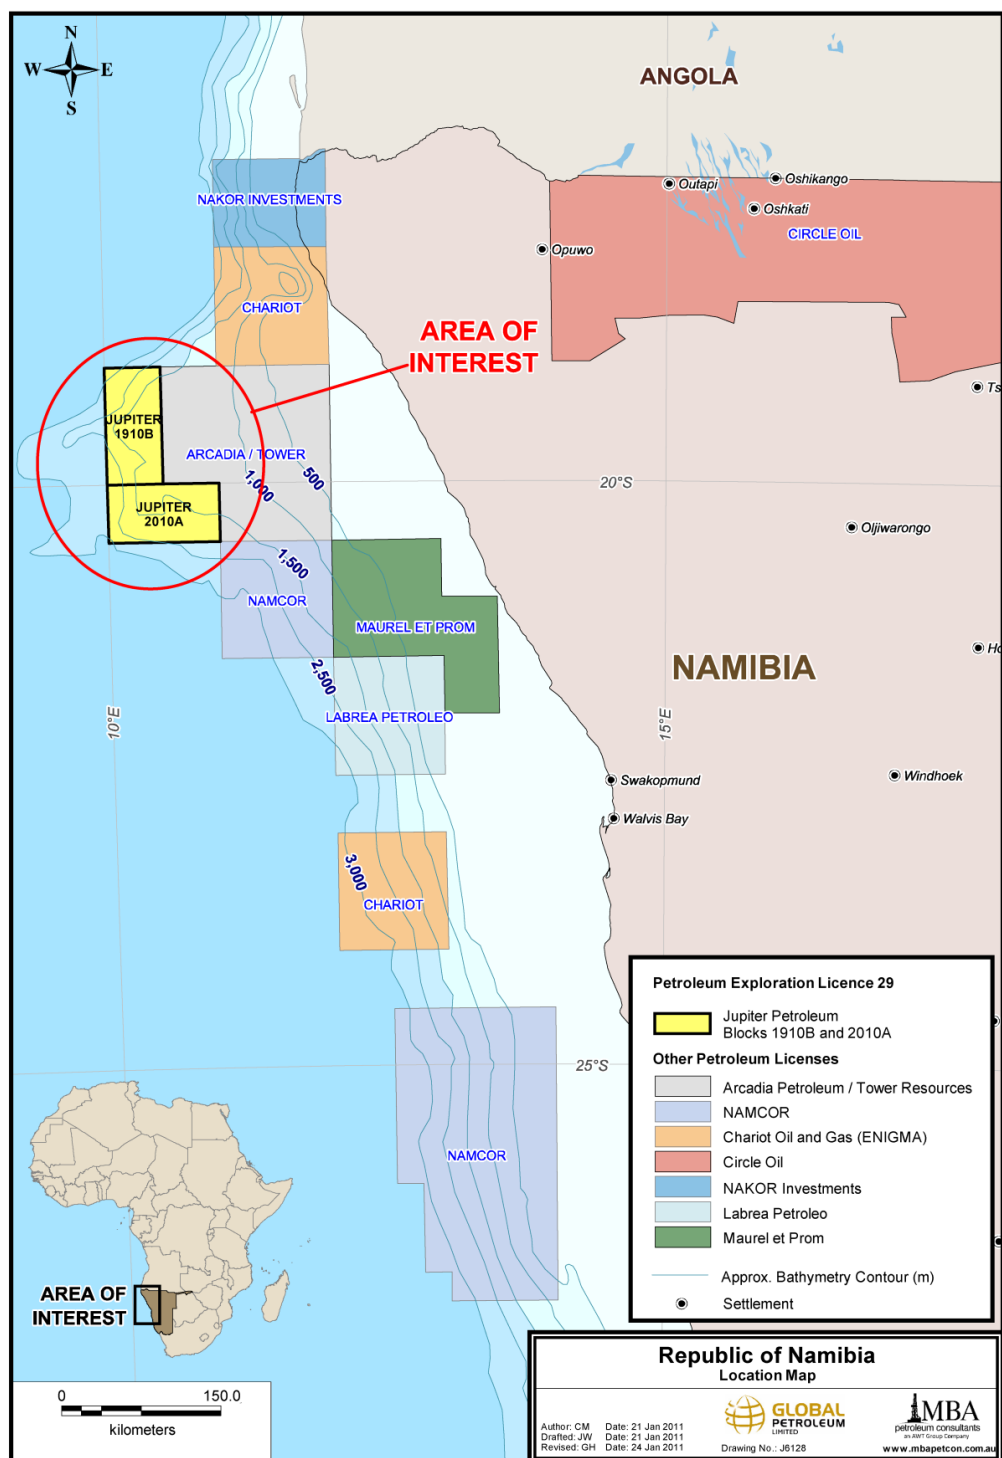 N
W E
S
ANGOLA
Outapi
Oshikango
Oshkati
CIRCLE OIL
Opuwo
NAKOR INVESTMENTS
CHARIOT
AREA OF
INTEREST
Ts
JUPITER
1910B
ARCADIA / TOWER
500
1,000
20°S
JUPITER
2010A
Oljiwarongo
1,500
NAMCOR
MAUREL ET PROM
Ho
NAMIBIA
2,500
LABREA PETROLEO
10°E
15°E
Swakopmund
Windhoek
Walvis Bay
3,000
CHARIOT
25°S
NAMCOR
Petroleum Exploration Licence 29
Jupiter Petroleum
Blocks 1910B and 2010A
Other Petroleum Licenses
Arcadia Petroleum / Tower Resources
NAMCOR
Chariot Oil and Gas (ENIGMA)
Circle Oil
NAKOR Investments
Labrea Petroleo
Maurel et Prom
Approx. Bathymetry Contour (m)
Settlement
AREA OF
INTEREST
0 150.0
kilometers
Republic of Namibia
Location Map
Author: CM Date: 21 Jan 2011
Drafted: JW Date: 21 Jan 2011
Revised: GH Date: 24 Jan 2011
GLOBAL
PETROLEUM
LIMITED
Drawing No.: J6128
MBA
petroleum consultants
an AWT Group Company
www.mbapetcon.com.au